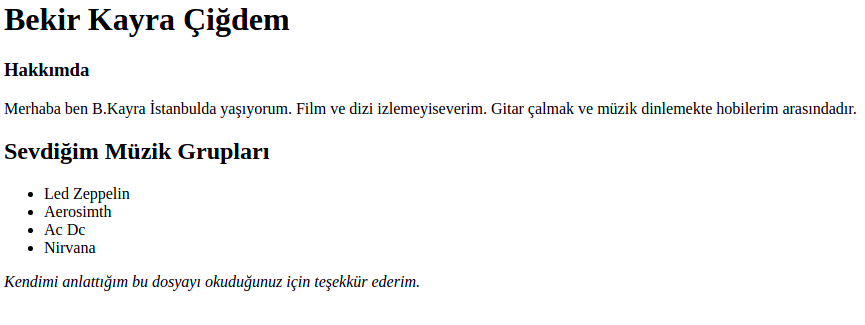 Bekir Kayra Çiğdem
Hakkımda
Merhaba ben B.Kayra İstanbulda yaşıyorum. Film ve dizi izlemeyiseverim. Gitar çalmak ve müzik dinlemekte hobilerim arasındadır.
Sevdiğim Müzik Grupları
Led Zeppelin
Aerosimth
Ac Dc
Nirvana
Kendimi anlattığım bu dosyayı okuduğunuz için teşekkür ederim.